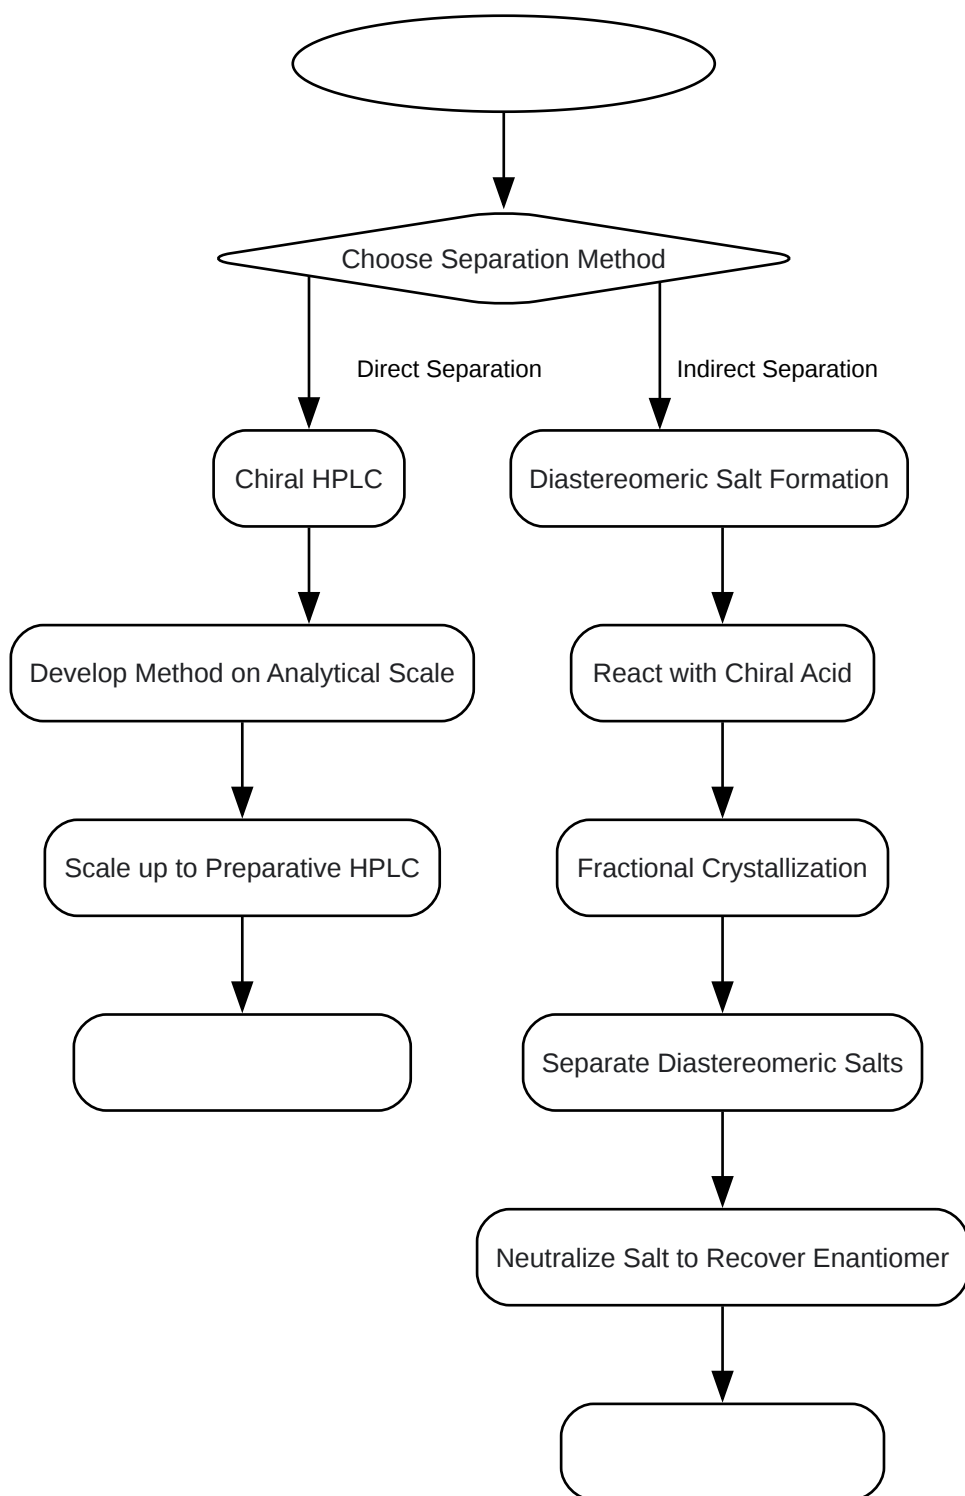 Choose Separation Method
Direct Separation
Indirect Separation
Chiral HPLC
Diastereomeric Salt Formation
Develop Method on Analytical Scale
React with Chiral Acid
Scale up to Preparative HPLC
Fractional Crystallization
Separate Diastereomeric Salts
Neutralize Salt to Recover Enantiomer